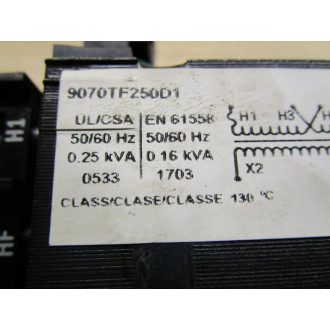 9070TF250D1
UL/CSA EN 61558
50/60 Hz 50/60 Hz
0.25 kVA 0.16 kVA
0533 1703
CLASS/CLASE/CLASSE 130 °C
H1 H3
X2
H1